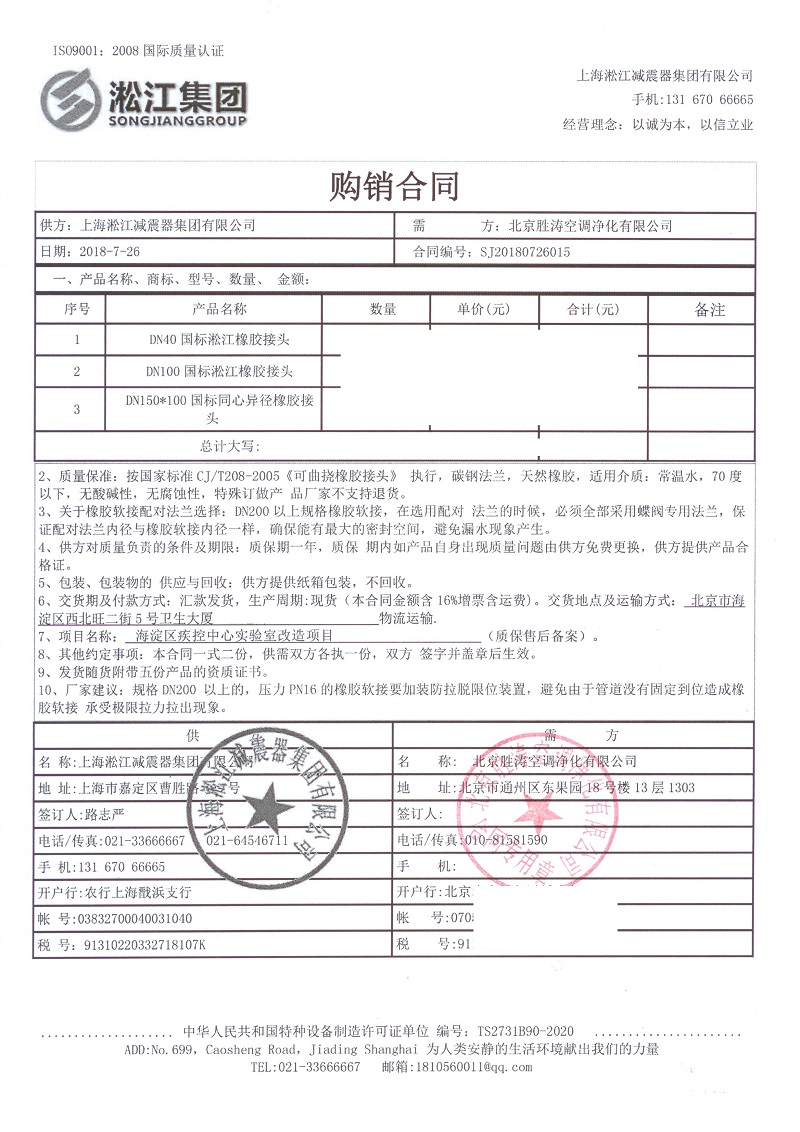 ISO9001: 2008 国际质量认证
淞江集团
SONGJIANGGROUP
上海淞江减震器集团有限公司
手机:131 670 66665
经营理念：以诚为本，以信立业
购销合同
供方：上海淞江减震器集团有限公司 需 方：北京胜涛空调净化有限公司
日期：2018-7-26 合同编号：SJ20180726015
一、产品名称、商标、型号、数量、 金额：
序号 产品名称 数量 单价(元) 合计(元) 备注
1 DN40 国标淞江橡胶接头
2 DN100 国标淞江橡胶接头
3 DN150*100 国标同心异径橡胶接
头
总计大写：
2、质量保准：按国家标准 CJ/T208-2005《可曲挠橡胶接头》 执行，碳钢法兰，天然橡胶，适用介质：常温水，70 度
以下，无酸碱性，无腐蚀性，特殊订做产 品厂家不支持退货。
3、关于橡胶软接配对法兰选择：DN200 以上规格橡胶软接，在选用配对 法兰的时候，必须全部采用蝶阀专用法兰，保
证配对法兰内径与橡胶软接内径一样，确保能有最大的密封空间，避免漏水现象产生。
4、供方对质量负责的条件及期限：质保期一年，质保 期内如产品自身出现质量问题由供方免费更换，供方提供产品合
格证。
5、包装、包装物的 供应与回收：供方提供纸箱包装，不回收。
6、交货期及付款方式：汇款发货，生产周期:现货（本合同金额含 16%增票含运费）。交货地点及运输方式： 北京市海
淀区西北旺二街 5 号卫生大厦 物流运输.
7、项目名称： 海淀区疾控中心实验室改造项目 （质保售后备案）。
8、其他约定事项：本合同一式二份，供需双方各执一份，双方 签字并盖章后生效。
9、发货随货附带五份产品的资质证书。
10、厂家建议：规格 DN200 以上的，压力 PN16 的橡胶软接要加装防拉脱限位装置，避免由于管道没有固定到位造成橡
胶软接 承受极限拉力拉出现象。
供 需 方
名 称:上海淞江减震器集团有限公司 名 称: 北京胜涛空调净化有限公司
地 址:上海市嘉定区曹胜路 号 地 址:北京市通州区东果园 18 号楼 13 层 1303
签订人:路志严 签订人:
电话/传真:021-33666667 021-64546711 电话/传真:010-81581590
手 机:131 670 66665 手 机:
开户行:农行上海戬浜支行 开户行:北京
帐 号:03832700040031040 帐 号:070
税 号: 91310220332718107K 税 号:91
上海淞江减震器集团有限公司
北京胜涛空调净化有限公司
合同专用章
.................... 中华人民共和国特种设备制造许可证单位 编号：TS2731B90-2020 ......................
ADD:No.699, Caosheng Road, Jiading Shanghai 为人类安静的生活环境献出我们的力量
TEL:021-33666667 邮箱:1810560011@qq.com